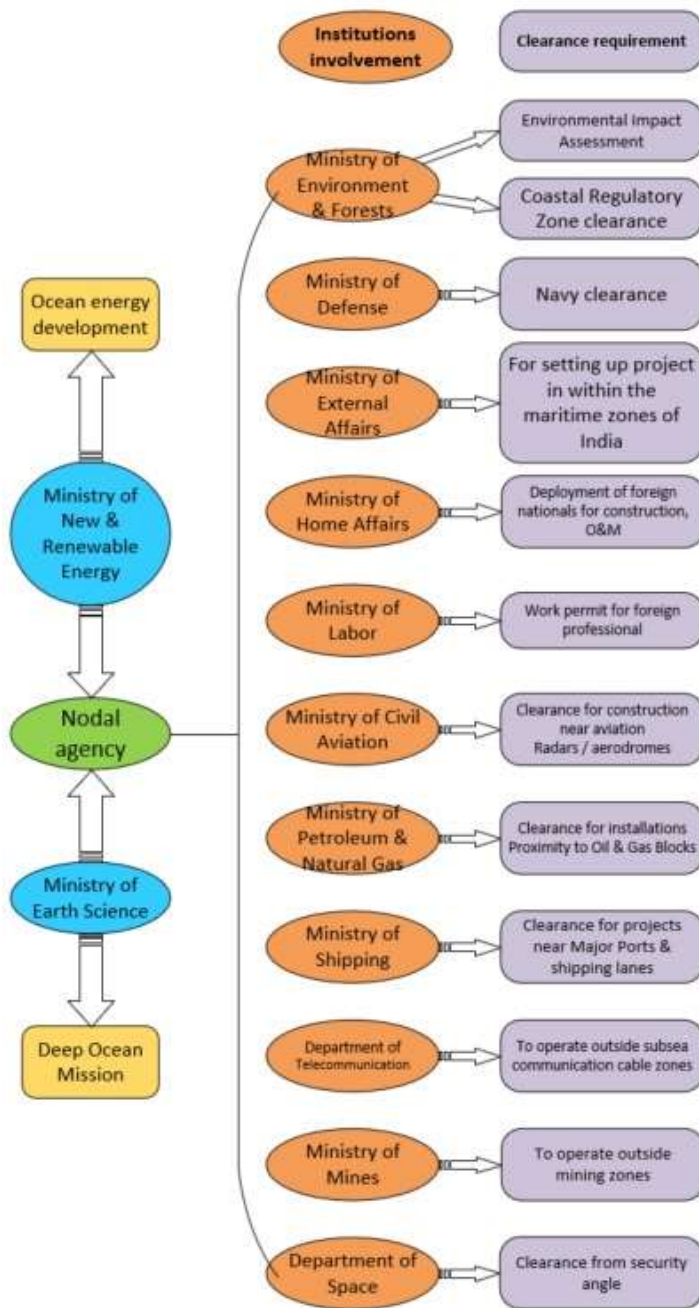 Institutions
involvement
Clearance requirement
Ministry of
Environment
& Forests
Environmental Impact
Assessment
Coastal Regulatory
Zone clearance
Ocean energy
development
Ministry of
Defense
Navy clearance
Ministry of
External
Affairs
For setting up project
in within the
maritime zones of
India
Ministry of
New &
Renewable
Energy
Ministry of
Home Affairs
Deployment of foreign
nationals for construction,
O&M
Ministry of
Labor
Work permit for foreign
professional
Nodal
agency
Ministry of Civil
Aviation
Clearance for construction
near aviation
Radars / aerodromes
Ministry of
Petroleum &
Natural Gas
Clearance for installations
Proximity to Oil & Gas Blocks
Ministry of
Earth Science
Ministry of
Shipping
Clearance for projects
near Major Ports &
shipping lanes
Deep Ocean
Mission
Department of
Telecommunication
To operate outside subsea
communication cable zones
Ministry of
Mines
To operate outside
mining zones
Department of
Space
Clearance from security
angle